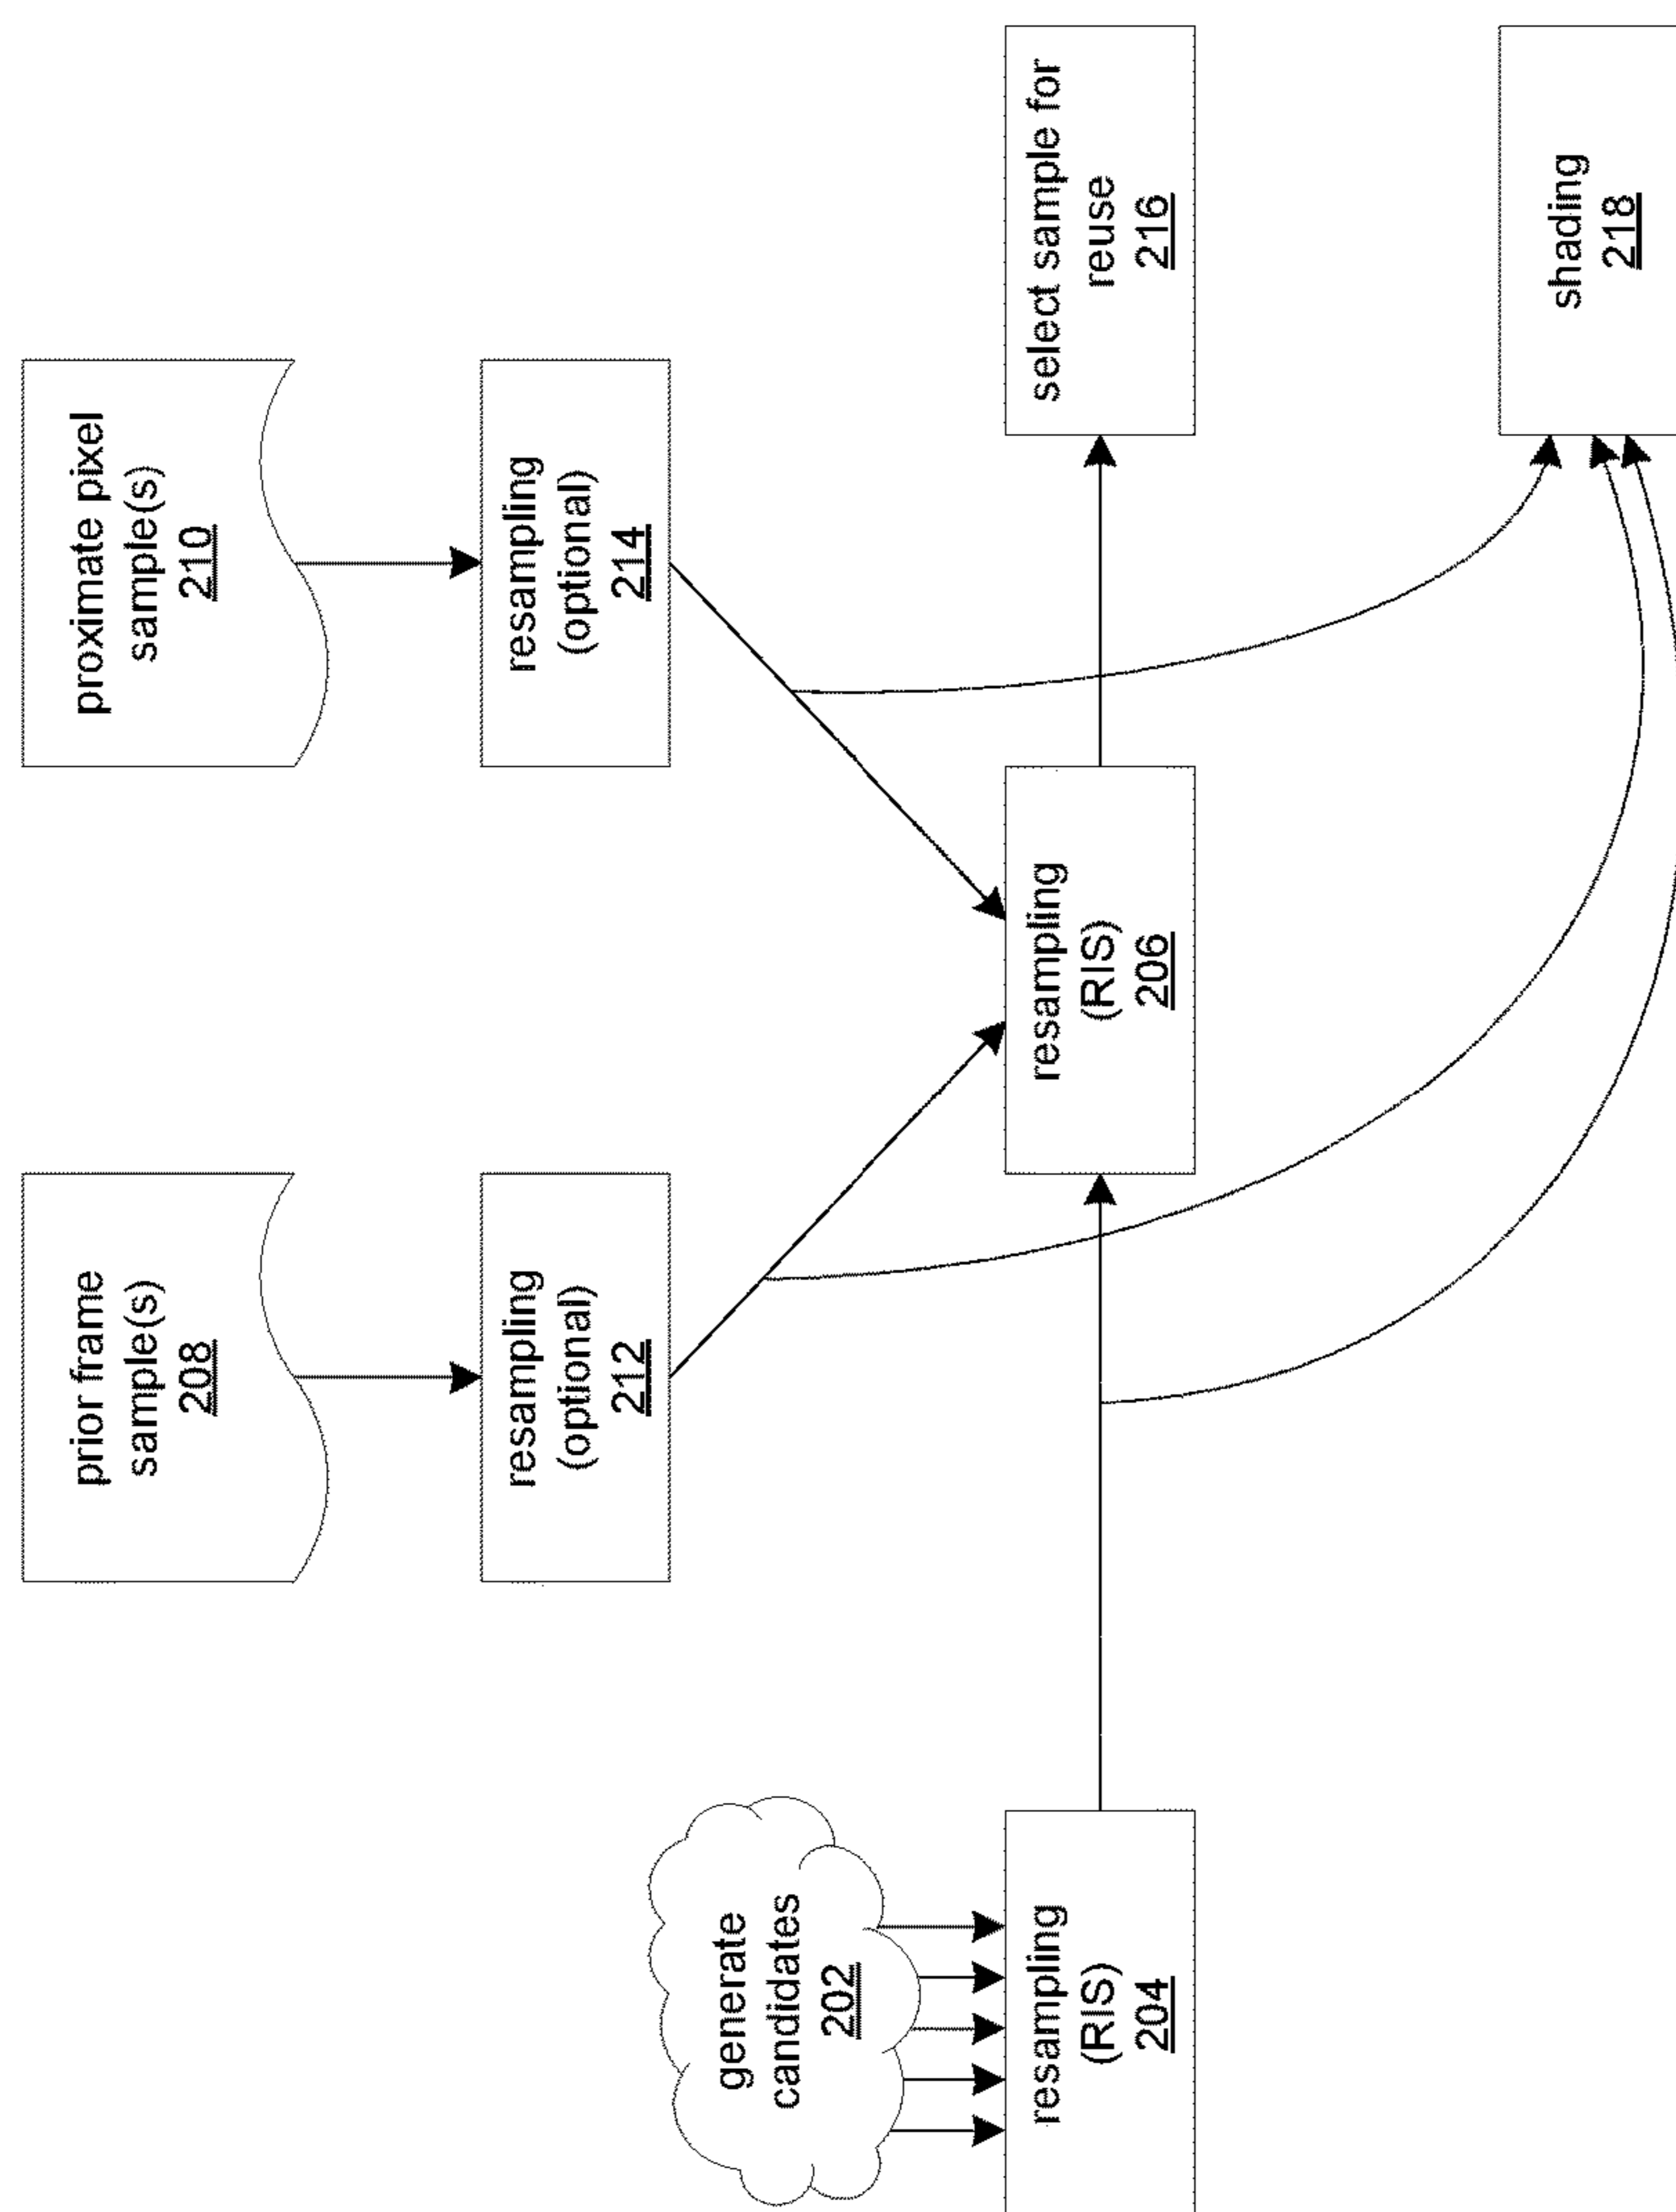 prior frame
sample(s)
208
proximate pixel
sample(s)
210
resampling
(optional)
212
resampling
(optional)
214
generate
candidates
202
resampling
(RIS)
204
resampling
(RIS)
206
select sample for
reuse
216
shading
218